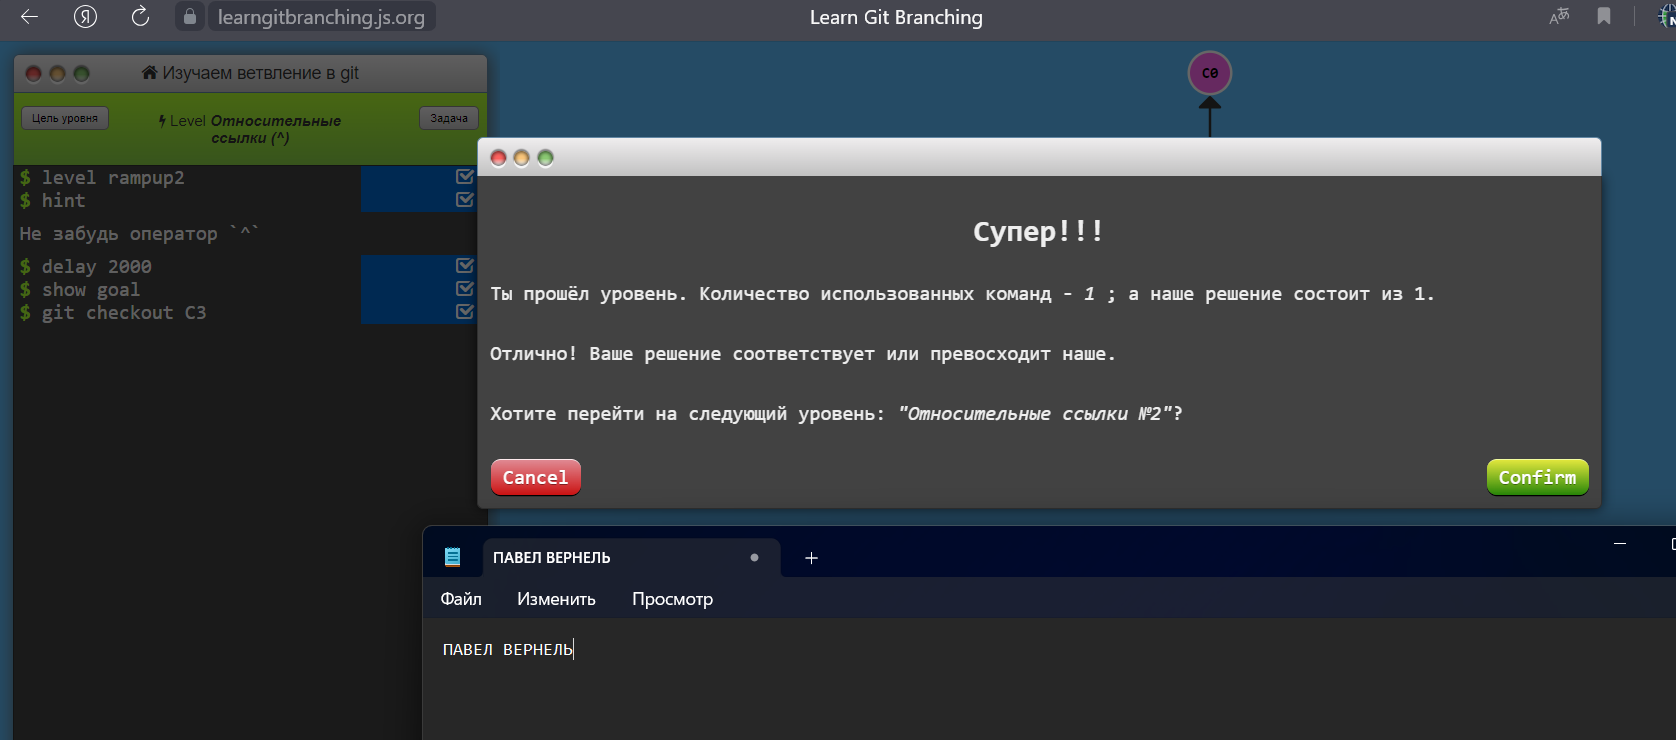 Я learngitbranching.js.org Learn Git Branching
Изучаем ветвление в git
Цель уровня
Level Относительные
ссылки (^)
Задача
$ level rampup2
$ hint
Не забудь оператор `^`
$ delay 2000
$ show goal
$ git checkout C3
C0
Супер!!!
Ты прошёл уровень. Количество использованных команд - 1 ; а наше решение состоит из 1.
Отлично! Ваше решение соответствует или превосходит наше.
Хотите перейти на следующий уровень: "Относительные ссылки №2"?
Cancel Confirm
ПАВЕЛ ВЕРНЕЛЬ
Файл Изменить Просмотр
ПАВЕЛ ВЕРНЕЛЬ